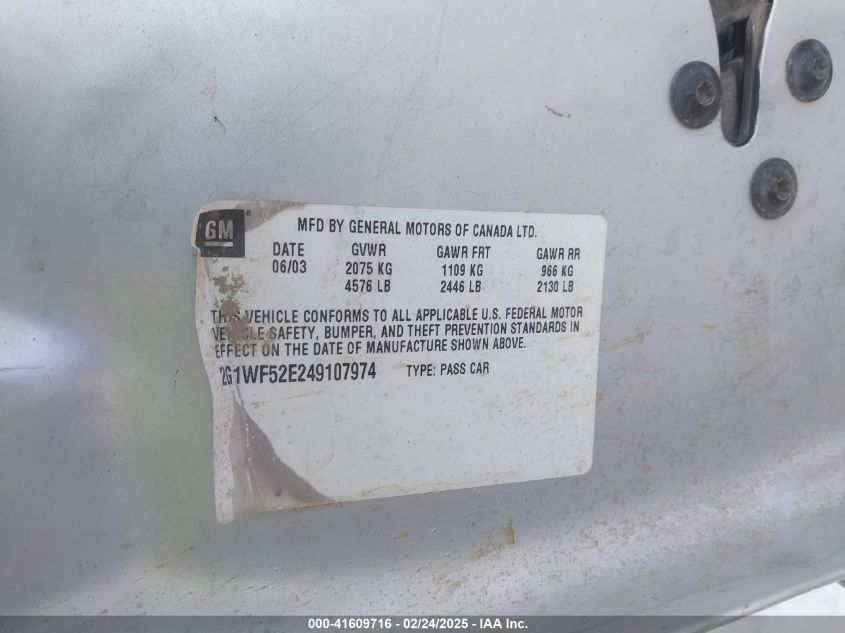 GM
MFD BY GENERAL MOTORS OF CANADA LTD.
DATE GVWR GAWR FRT GAWR RR
06/03 2075 KG 1109 KG 966 KG
4576 LB 2446 LB 2130 LB
THIS VEHICLE CONFORMS TO ALL APPLICABLE U.S. FEDERAL MOTOR
VEHICLE SAFETY, BUMPER, AND THEFT PREVENTION STANDARDS IN
EFFECT ON THE DATE OF MANUFACTURE SHOWN ABOVE.
2G1WF52E249107974 TYPE: PASS CAR
000-41609716 - 02/24/2025 - IAA Inc.